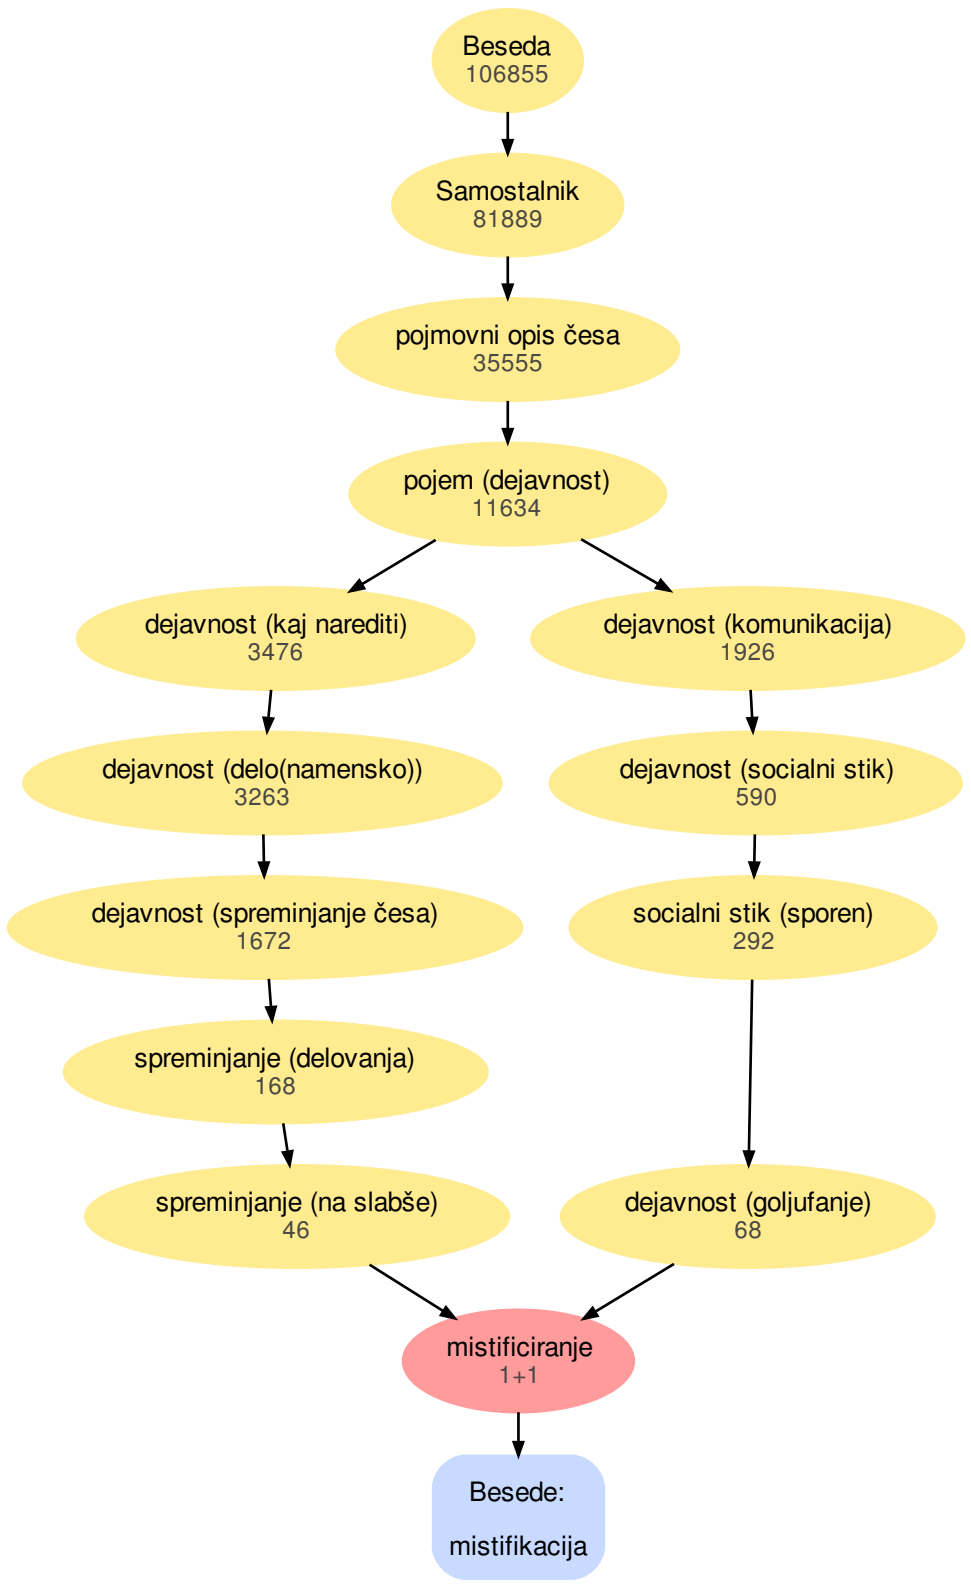 Beseda
106855
Samostalnik
81889
pojmovni opis česa
35555
pojem (dejavnost)
11634
dejavnost (kaj narediti)
3476
dejavnost (komunikacija)
1926
dejavnost (delo(namensko))
3263
dejavnost (socialni stik)
590
dejavnost (spreminjanje česa)
1672
socialni stik (sporen)
292
spreminjanje (delovanja)
168
spreminjanje (na slabše)
46
dejavnost (goljufanje)
68
mistificiranje
1+1
Besede:
mistifikacija